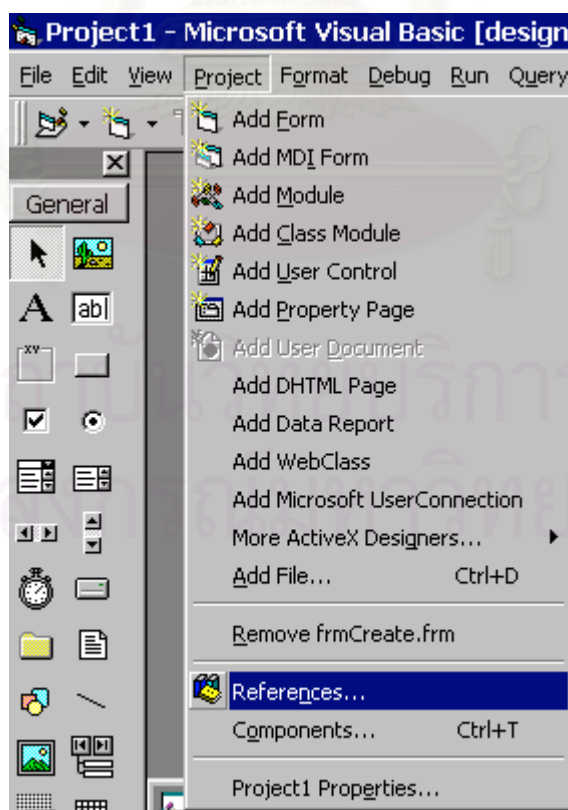 Project1 - Microsoft Visual Basic [design
File Edit View Project Format Debug Run Query
General
A
ab|
XY
Add Form
Add MDI Form
Add Module
Add Class Module
Add User Control
Add Property Page
Add User Document
Add DHTML Page
Add Data Report
Add WebClass
Add Microsoft UserConnection
More ActiveX Designers...
Add File... Ctrl+D
Remove frmCreate.frm
References...
Components... Ctrl+T
Project1 Properties...